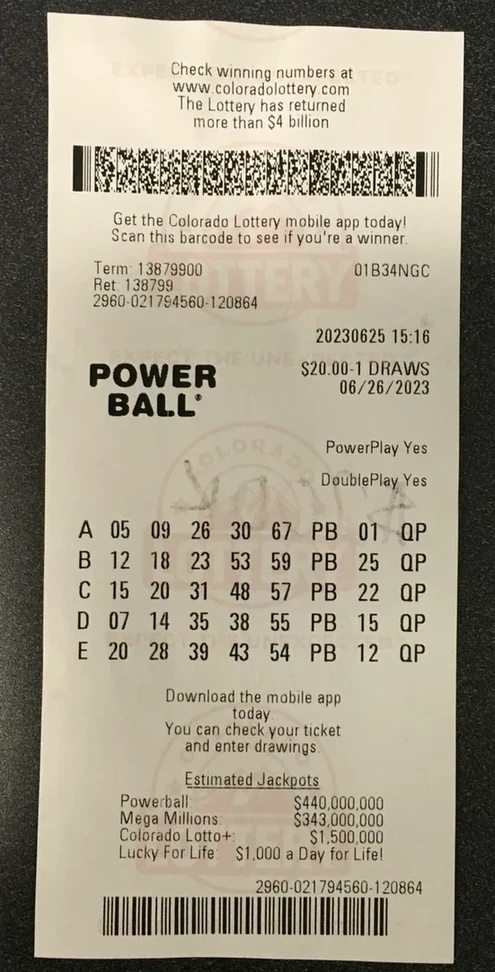 Check winning numbers at
www.coloradolottery.com
The Lottery has returned
more than $4 billion
Get the Colorado Lottery mobile app today!
Scan this barcode to see if you're a winner.
Term: 13879900 01B34NGC
Ret: 138799
2960-021794560-120864
20230625 15:16
$20.00-1 DRAWS
06/26/2023
POWER
BALL®
PowerPlay Yes
DoublePlay Yes
A 05 09 26 30 67 PB 01 QP
B 12 18 23 53 59 PB 25 QP
C 15 20 31 48 57 PB 22 QP
D 07 14 35 38 55 PB 15 QP
E 20 28 39 43 54 PB 12 QP
Download the mobile app
today.
You can check your ticket
and enter drawings.
Estimated Jackpots
Powerball: $440,000,000
Mega Millions: $343,000,000
Colorado Lotto+: $1,500,000
Lucky For Life: $1,000 a Day for Life!
2960-021794560-120864